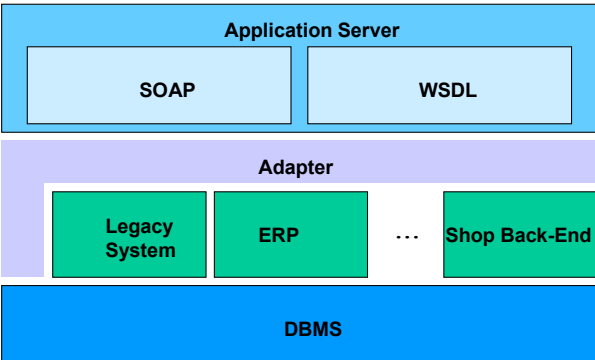 Application Server
SOAP WSDL
Adapter
Legacy
System
ERP
...
Shop Back-End
DBMS